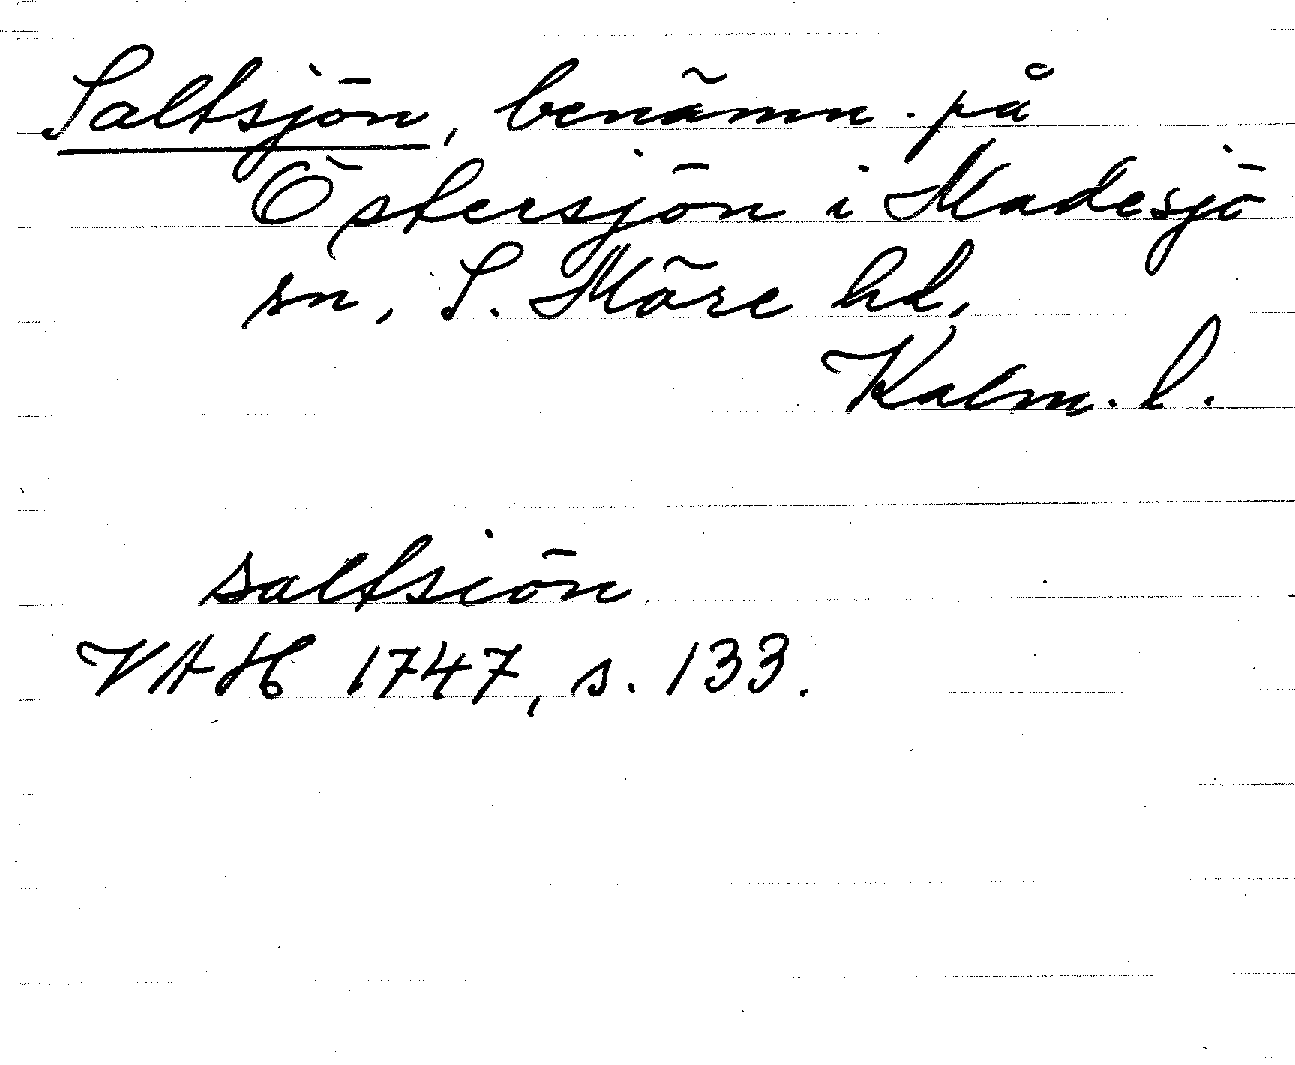 Saltsjön, benämn. på
Östersjön i Madesjö
sn, S. Möre hd,
Kalm. l.
saltsiön
VAH 1747, s. 133.